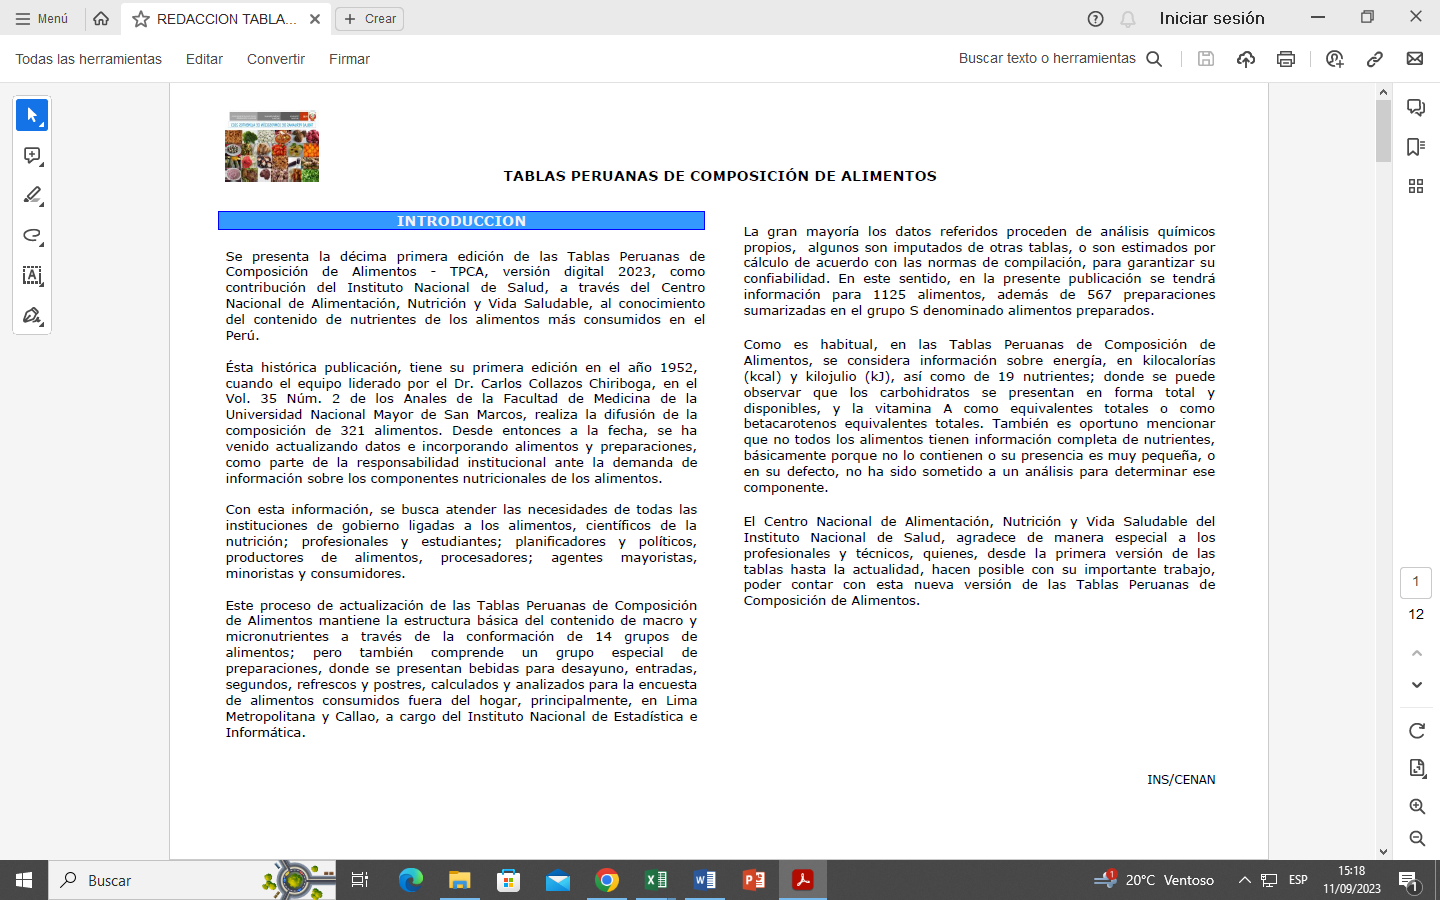 Menú
REDACCION TABLA...
Crear
Iniciar sesión
Todas las herramientas
Editar
Convertir
Firmar
Buscar texto o herramientas
TABLAS PERUANAS DE COMPOSICIÓN DE ALIMENTOS
INTRODUCCION
Se presenta la décima primera edición de las Tablas Peruanas de
Composición de Alimentos - TPCA, versión digital 2023, como
contribución del Instituto Nacional de Salud, a través del Centro
Nacional de Alimentación, Nutrición y Vida Saludable, al conocimiento
del contenido de nutrientes de los alimentos más consumidos en el
Perú.
Ésta histórica publicación, tiene su primera edición en el año 1952,
cuando el equipo liderado por el Dr. Carlos Collazos Chiriboga, en el
Vol. 35 Núm. 2 de los Anales de la Facultad de Medicina de la
Universidad Nacional Mayor de San Marcos, realiza la difusión de la
composición de 321 alimentos. Desde entonces a la fecha, se ha
venido actualizando datos e incorporando alimentos y preparaciones,
como parte de la responsabilidad institucional ante la demanda de
información sobre los componentes nutricionales de los alimentos.
Con esta información, se busca atender las necesidades de todas las
instituciones de gobierno ligadas a los alimentos, científicos de la
nutrición; profesionales y estudiantes; planificadores y políticos,
productores de alimentos, procesadores; agentes mayoristas,
minoristas y consumidores.
Este proceso de actualización de las Tablas Peruanas de Composición
de Alimentos mantiene la estructura básica del contenido de macro y
micronutrientes a través de la conformación de 14 grupos de
alimentos; pero también comprende un grupo especial de
preparaciones, donde se presentan bebidas para desayuno, entradas,
segundos, refrescos y postres, calculados y analizados para la encuesta
de alimentos consumidos fuera del hogar, principalmente, en Lima
Metropolitana y Callao, a cargo del Instituto Nacional de Estadística e
Informática.
La gran mayoría los datos referidos proceden de análisis químicos
propios, algunos son imputados de otras tablas, o son estimados por
cálculo de acuerdo con las normas de compilación, para garantizar su
confiabilidad. En este sentido, en la presente publicación se tendrá
información para 1125 alimentos, además de 567 preparaciones
sumarizadas en el grupo S denominado alimentos preparados.
Como es habitual, en las Tablas Peruanas de Composición de
Alimentos, se considera información sobre energía, en kilocalorías
(kcal) y kilojulio (kJ), así como de 19 nutrientes; donde se puede
observar que los carbohidratos se presentan en forma total y
disponibles, y la vitamina A como equivalentes totales o como
betacarotenos equivalentes totales. También es oportuno mencionar
que no todos los alimentos tienen información completa de nutrientes,
básicamente porque no lo contienen o su presencia es muy pequeña, o
en su defecto, no ha sido sometido a un análisis para determinar ese
componente.
El Centro Nacional de Alimentación, Nutrición y Vida Saludable del
Instituto Nacional de Salud, agradece de manera especial a los
profesionales y técnicos, quienes, desde la primera versión de las
tablas hasta la actualidad, hacen posible con su importante trabajo,
poder contar con esta nueva versión de las Tablas Peruanas de
Composición de Alimentos.
INS/CENAN
1
12
Buscar
1
20°C Ventoso
ESP
15:18
11/09/2023
1